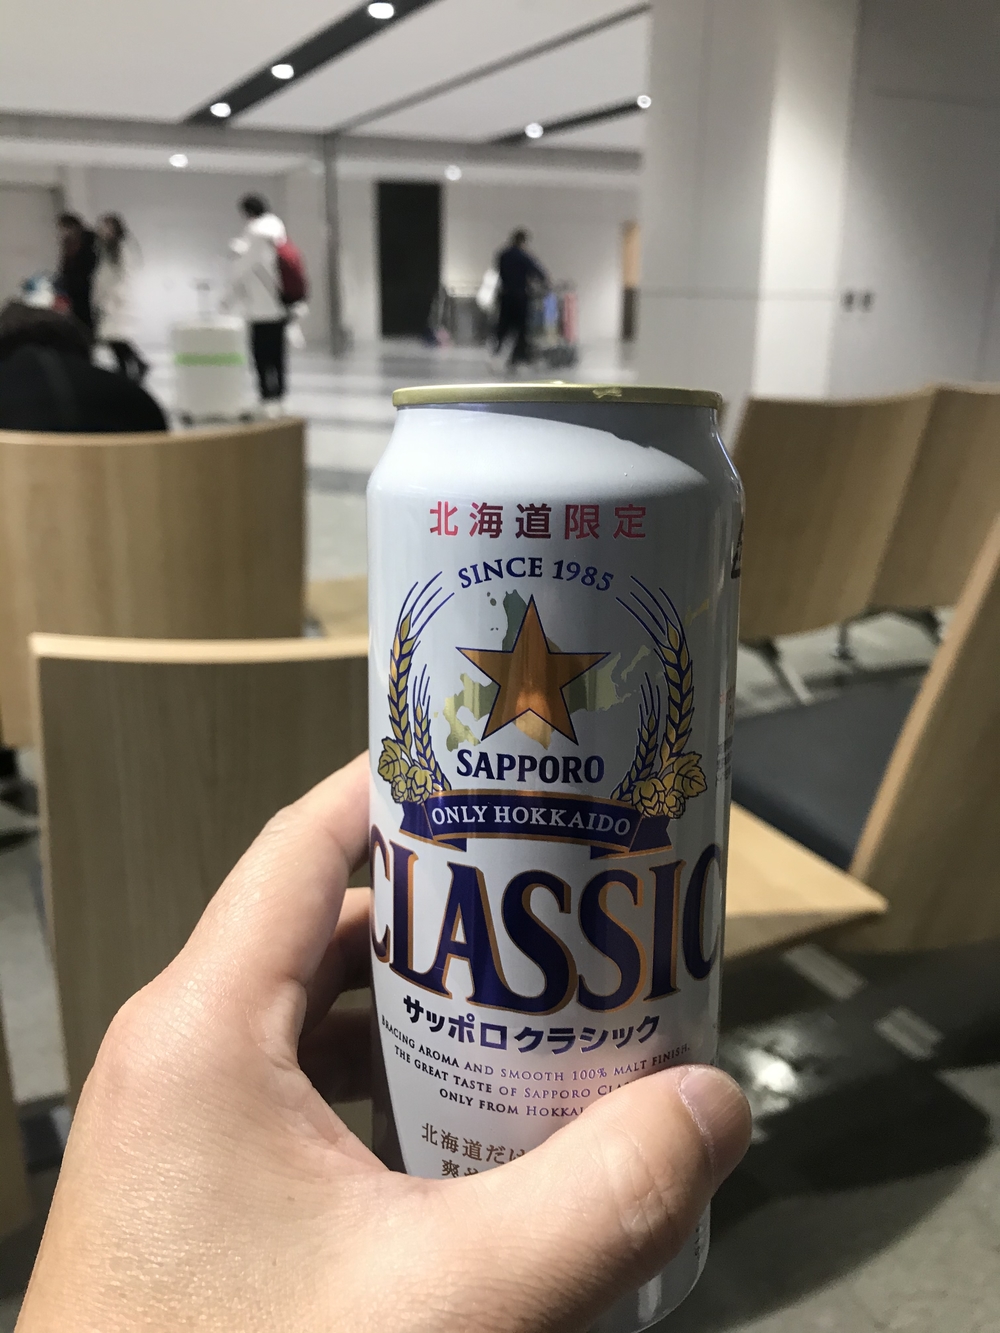 北海道限定
SINCE 1985
SAPPORO
ONLY HOKKAIDO
CLASSIC
サッポロクラシック
BRACING AROMA AND SMOOTH 100% MALT FINISH.
THE GREAT TASTE OF SAPPORO
ONLY FROM
北海道だけ